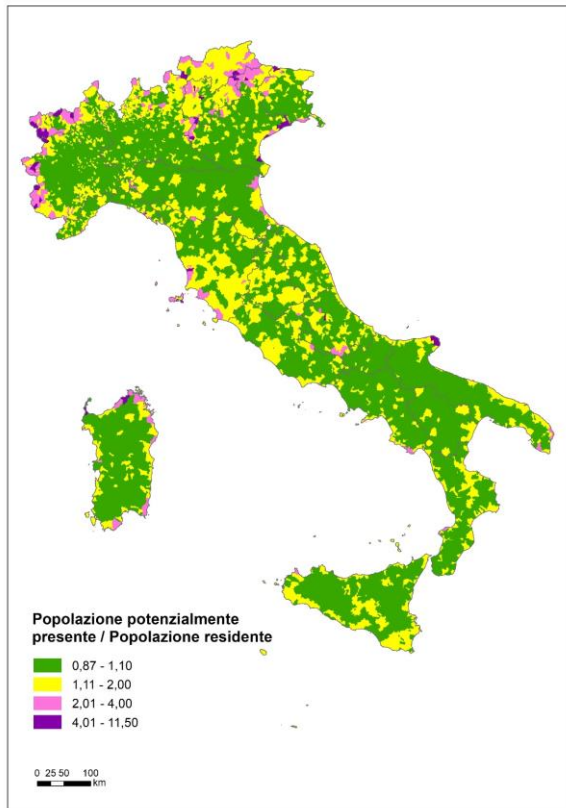 Popolazione potenzialmente
presente / Popolazione residente
0,87 - 1,10
1,11 - 2,00
2,01 - 4,00
4,01 - 11,50
0 25 50 100
km